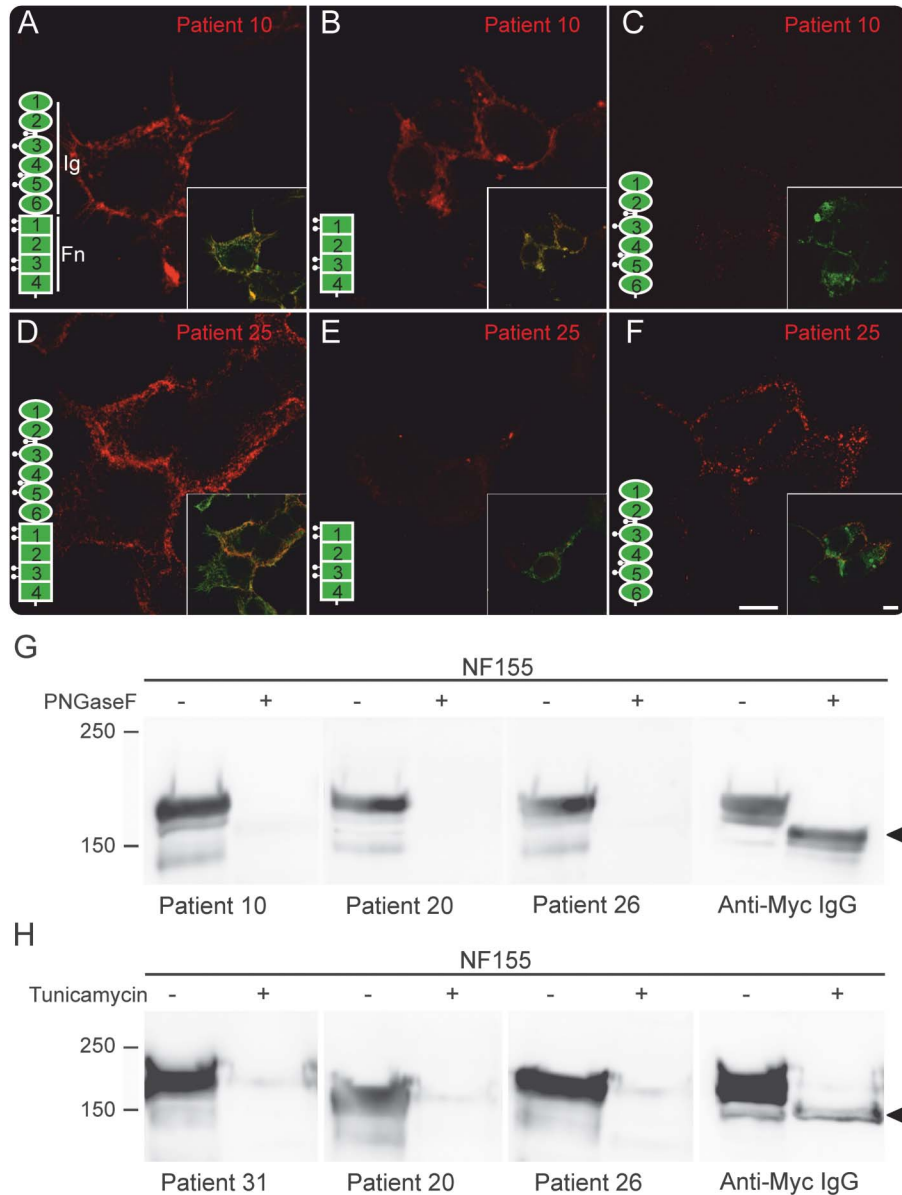 A Patient 10
B Patient 10
C Patient 10
1
2
3
4
5
6
Ig
1
2
3
4
Fn
1
2
3
4
1
2
3
4
5
6
D Patient 25
E Patient 25
F Patient 25
1
2
3
4
5
6
1
2
3
4
1
2
3
4
1
2
3
4
5
6
G
NF155
PNGaseF - + - + - + - +
250
150
Patient 10 Patient 20 Patient 26 Anti-Myc IgG
H
NF155
Tunicamycin - + - + - + - +
250
150
Patient 31 Patient 20 Patient 26 Anti-Myc IgG